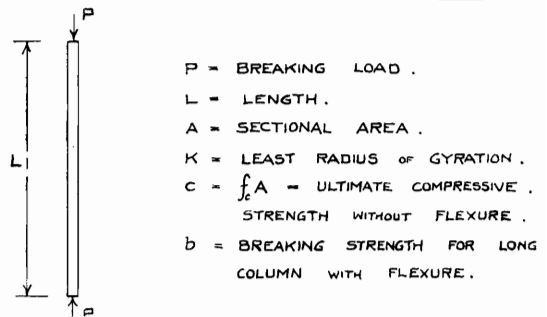 P
P = BREAKING LOAD.
L = LENGTH.
A = SECTIONAL AREA.
K = LEAST RADIUS OF GYRATION.
L
C = f_c A = ULTIMATE COMPRESSIVE.
STRENGTH WITHOUT FLEXURE.
b = BREAKING STRENGTH FOR LONG
COLUMN WITH FLEXURE.
P